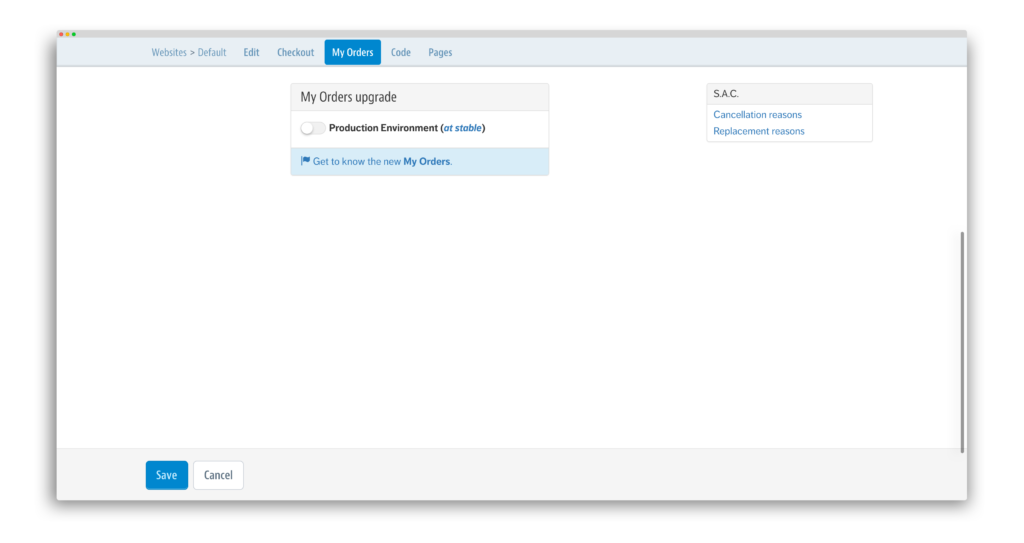 Websites > Default Edit Checkout My Orders Code Pages
My Orders upgrade
Production Environment (at stable)
Get to know the new My Orders.
S.A.C.
Cancellation reasons
Replacement reasons
Save Cancel